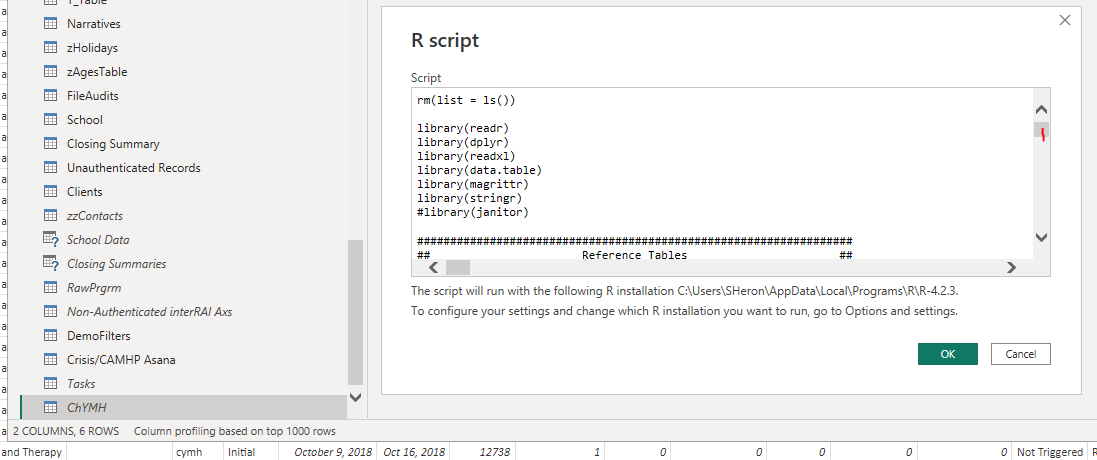 T_Table
Narratives
zHolidays
zAgesTable
FileAudits
School
Closing Summary
Unauthenticated Records
Clients
zzContacts
School Data
Closing Summaries
RawPrgrm
Non-Authenticated interRAI Axs
DemoFilters
Crisis/CAMHP Asana
Tasks
ChYMH
2 COLUMNS, 6 ROWS Column profiling based on top 1000 rows
R script
Script
rm(list = ls())
library(readr)
library(dplyr)
library(readxl)
library(data.table)
library(magrittr)
library(stringr)
#library(janitor)
##################################################################
## Reference Tables ##
The script will run with the following R installation C:\Users\SHeron\AppData\Local\Programs\R\R-4.2.3.
To configure your settings and change which R installation you want to run, go to Options and settings.
OK Cancel
and Therapy cymh Initial October 9, 2018 Oct 16, 2018 12738 1 0 0 0 0 0 Not Triggered R